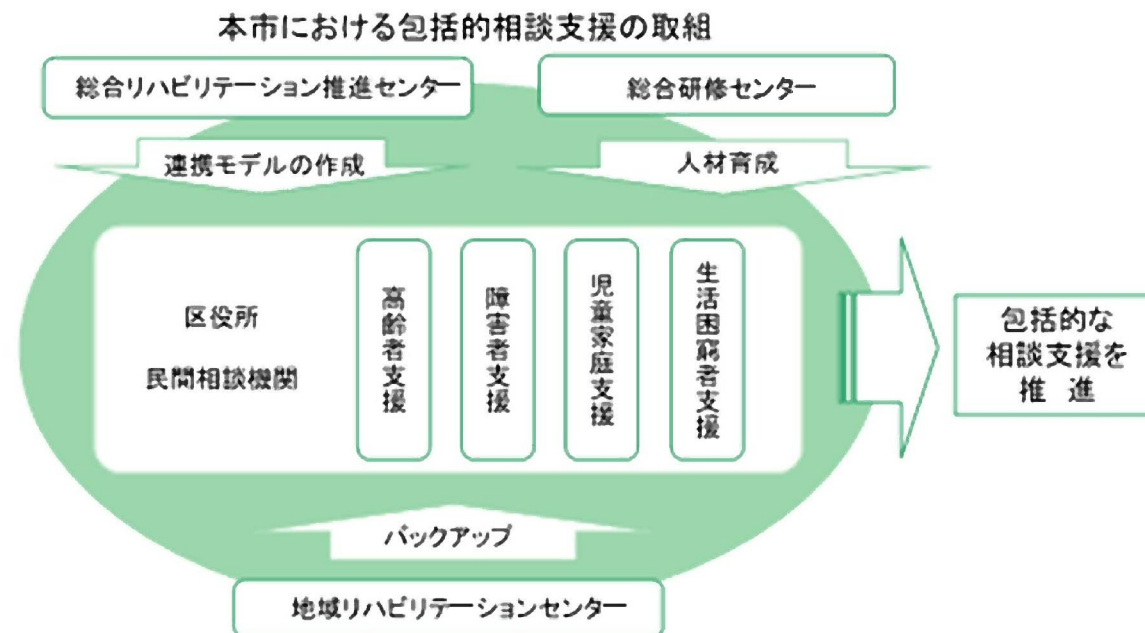 本市における包括的相談支援の取組
総合リハビリテーション推進センター
総合研修センター
連携モデルの作成
人材育成
区役所
民間相談機関
高齢者支援
障害者支援
児童家庭支援
生活困窮者支援
包括的な
相談支援を
推 進
バックアップ
地域リハビリテーションセンター